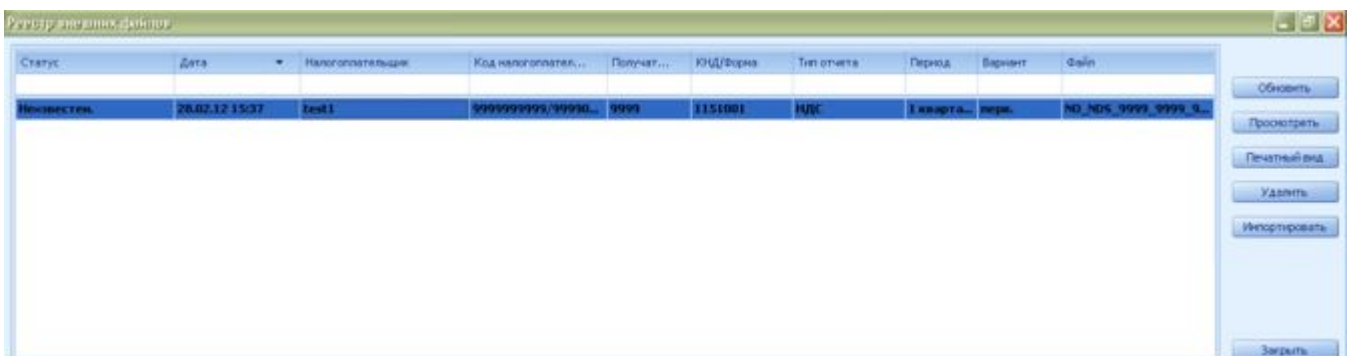 Реестр внешних файлов
Статус Дата Налогоплательщик Код налогоплател... Получат... КНД/Форма Тип отчета Период Вариант Файл
Неизвестен. 28.02.12 15:37 test1 9999999999/99990... 9999 1151001 НДС 1 кварта... перв. NO_NDS_9999_9999_9...
Обновить
Просмотреть
Печатный вид
Удалить
Импортировать
Закрыть